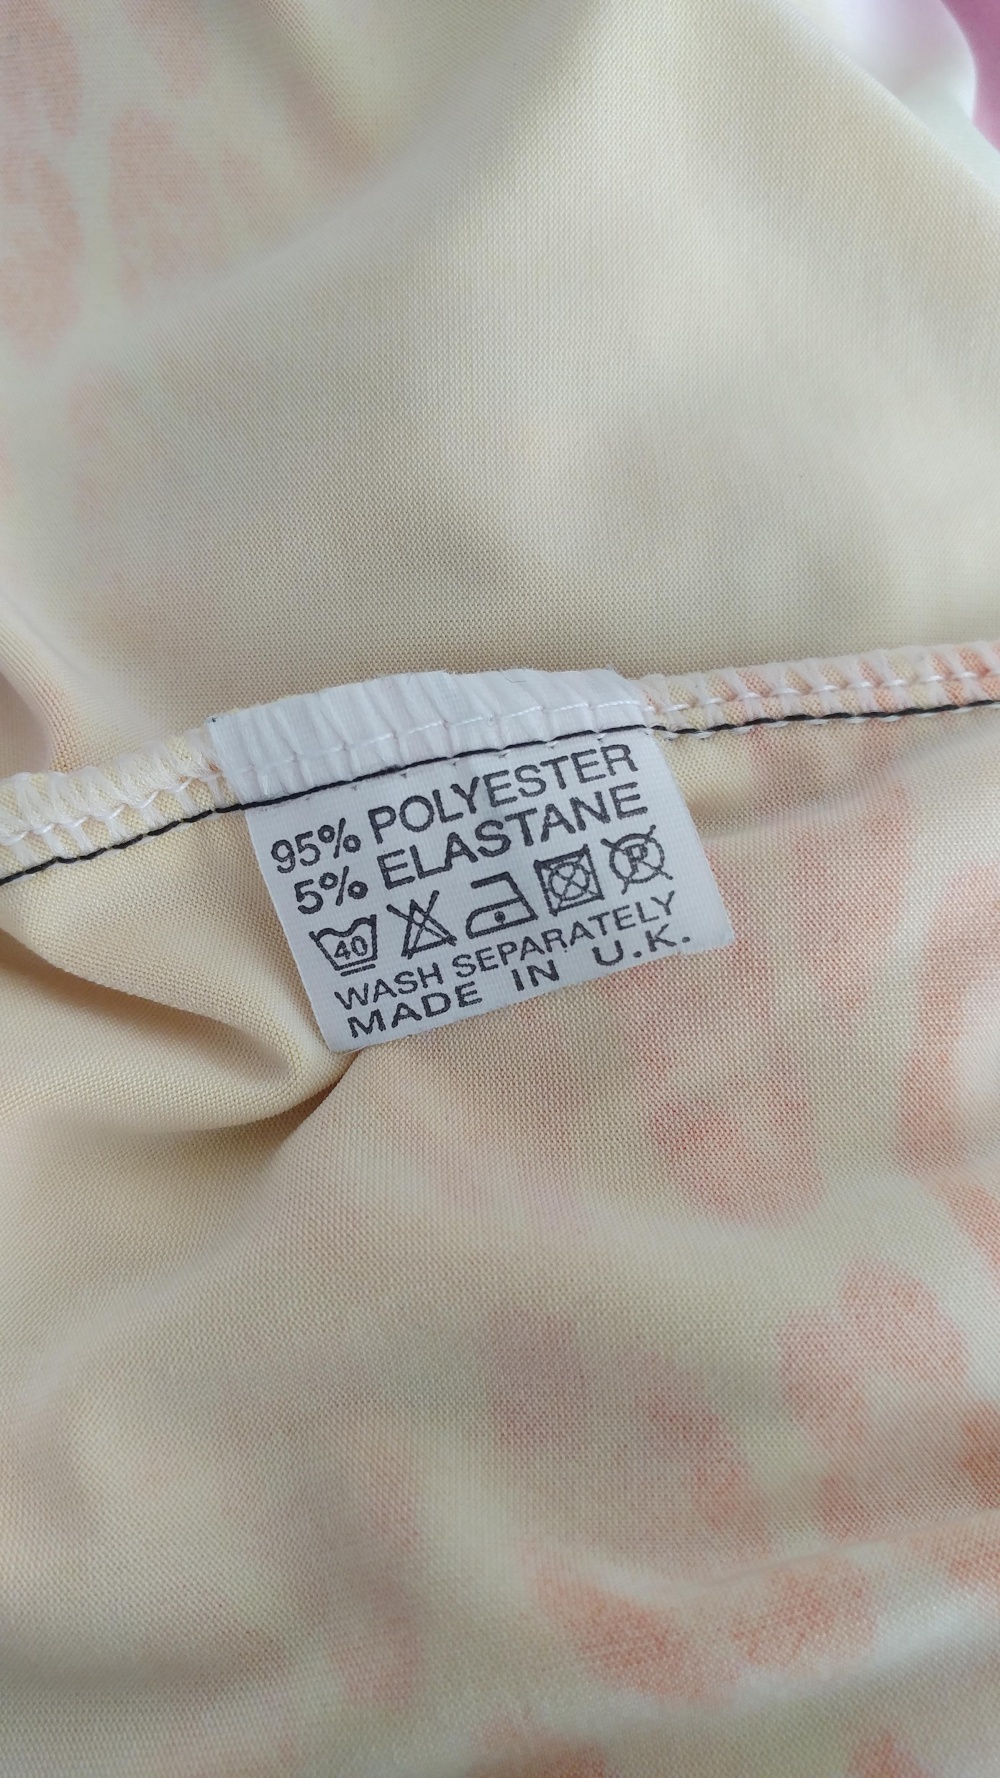 95% POLYESTER
5% ELASTANE
40 P
WASH SEPARATELY
MADE IN U.K.